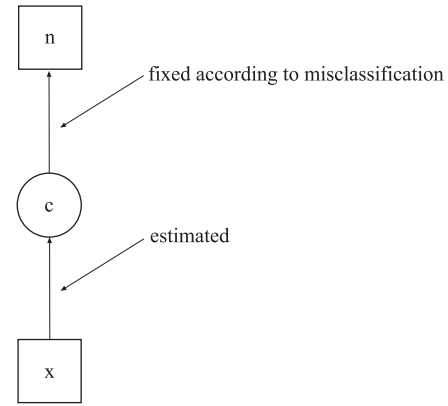 n
fixed according to misclassification
c
estimated
x